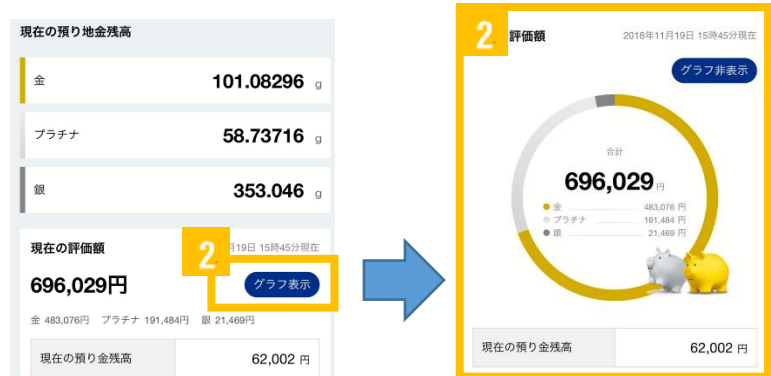 現在の預り地金残高
金 101.08296 g
プラチナ 58.73716 g
銀 353.046 g
現在の評価額 2. 月19日 15時45分現在
696,029円 グラフ表示
金 483,076円 プラチナ 191,484円 銀 21,469円
現在の預り金残高 62,002 円
2. 評価額 2018年11月19日 15時45分現在
グラフ非表示
合計
696,029 円
金 483,076 円
プラチナ 191,484 円
銀 21,469 円
現在の預り金残高 62,002 円